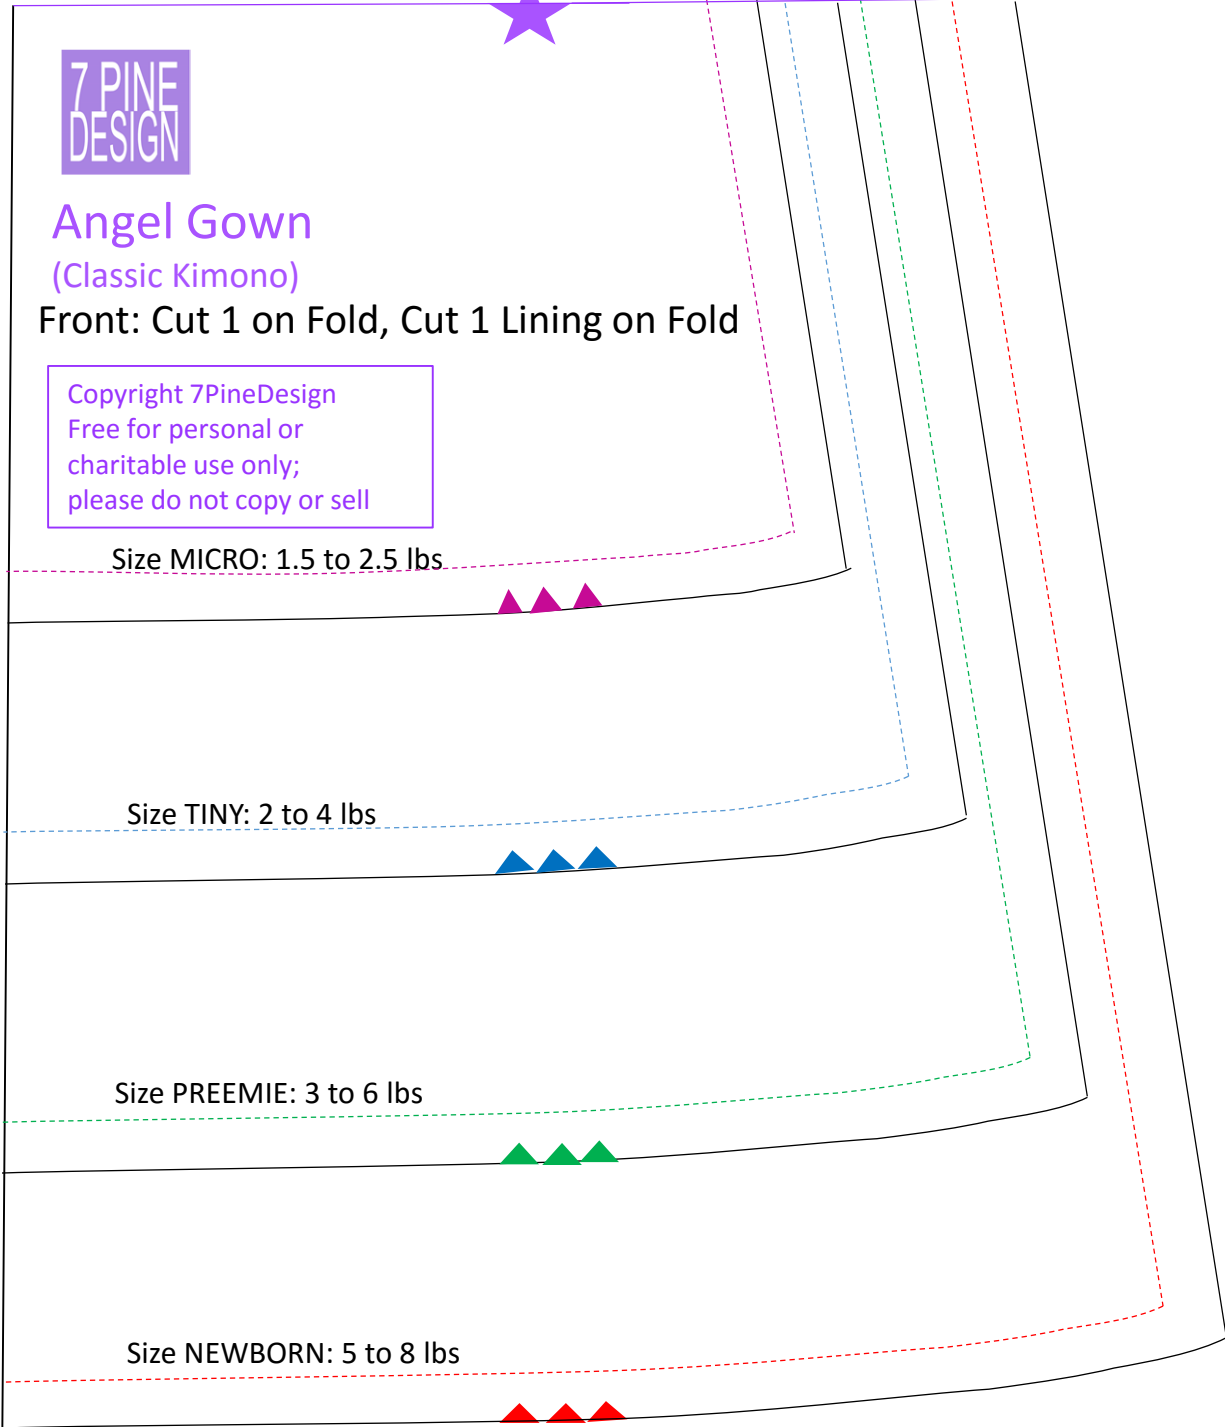 7 PINE
DESIGN
Angel Gown
(Classic Kimono)
Front: Cut 1 on Fold, Cut 1 Lining on Fold
Copyright 7PineDesign
Free for personal or
charitable use only;
please do not copy or sell
Size MICRO: 1.5 to 2.5 lbs
Size TINY: 2 to 4 lbs
Size PREEMIE: 3 to 6 lbs
Size NEWBORN: 5 to 8 lbs